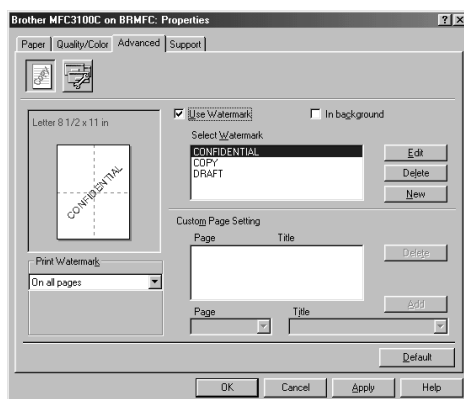 Brother MFC3100C on BRMFC: Properties
Paper Quality/Color Advanced Support
COPY
Letter 8 1/2 x 11 in
CONFIDENTIAL
Print Watermark
On all pages
Use Watermark In background
Select Watermark
CONFIDENTIAL
COPY
DRAFT
Edit
Delete
New
Custom Page Setting
Page Title
Delete
Add
Page Title
Default
OK Cancel Apply Help